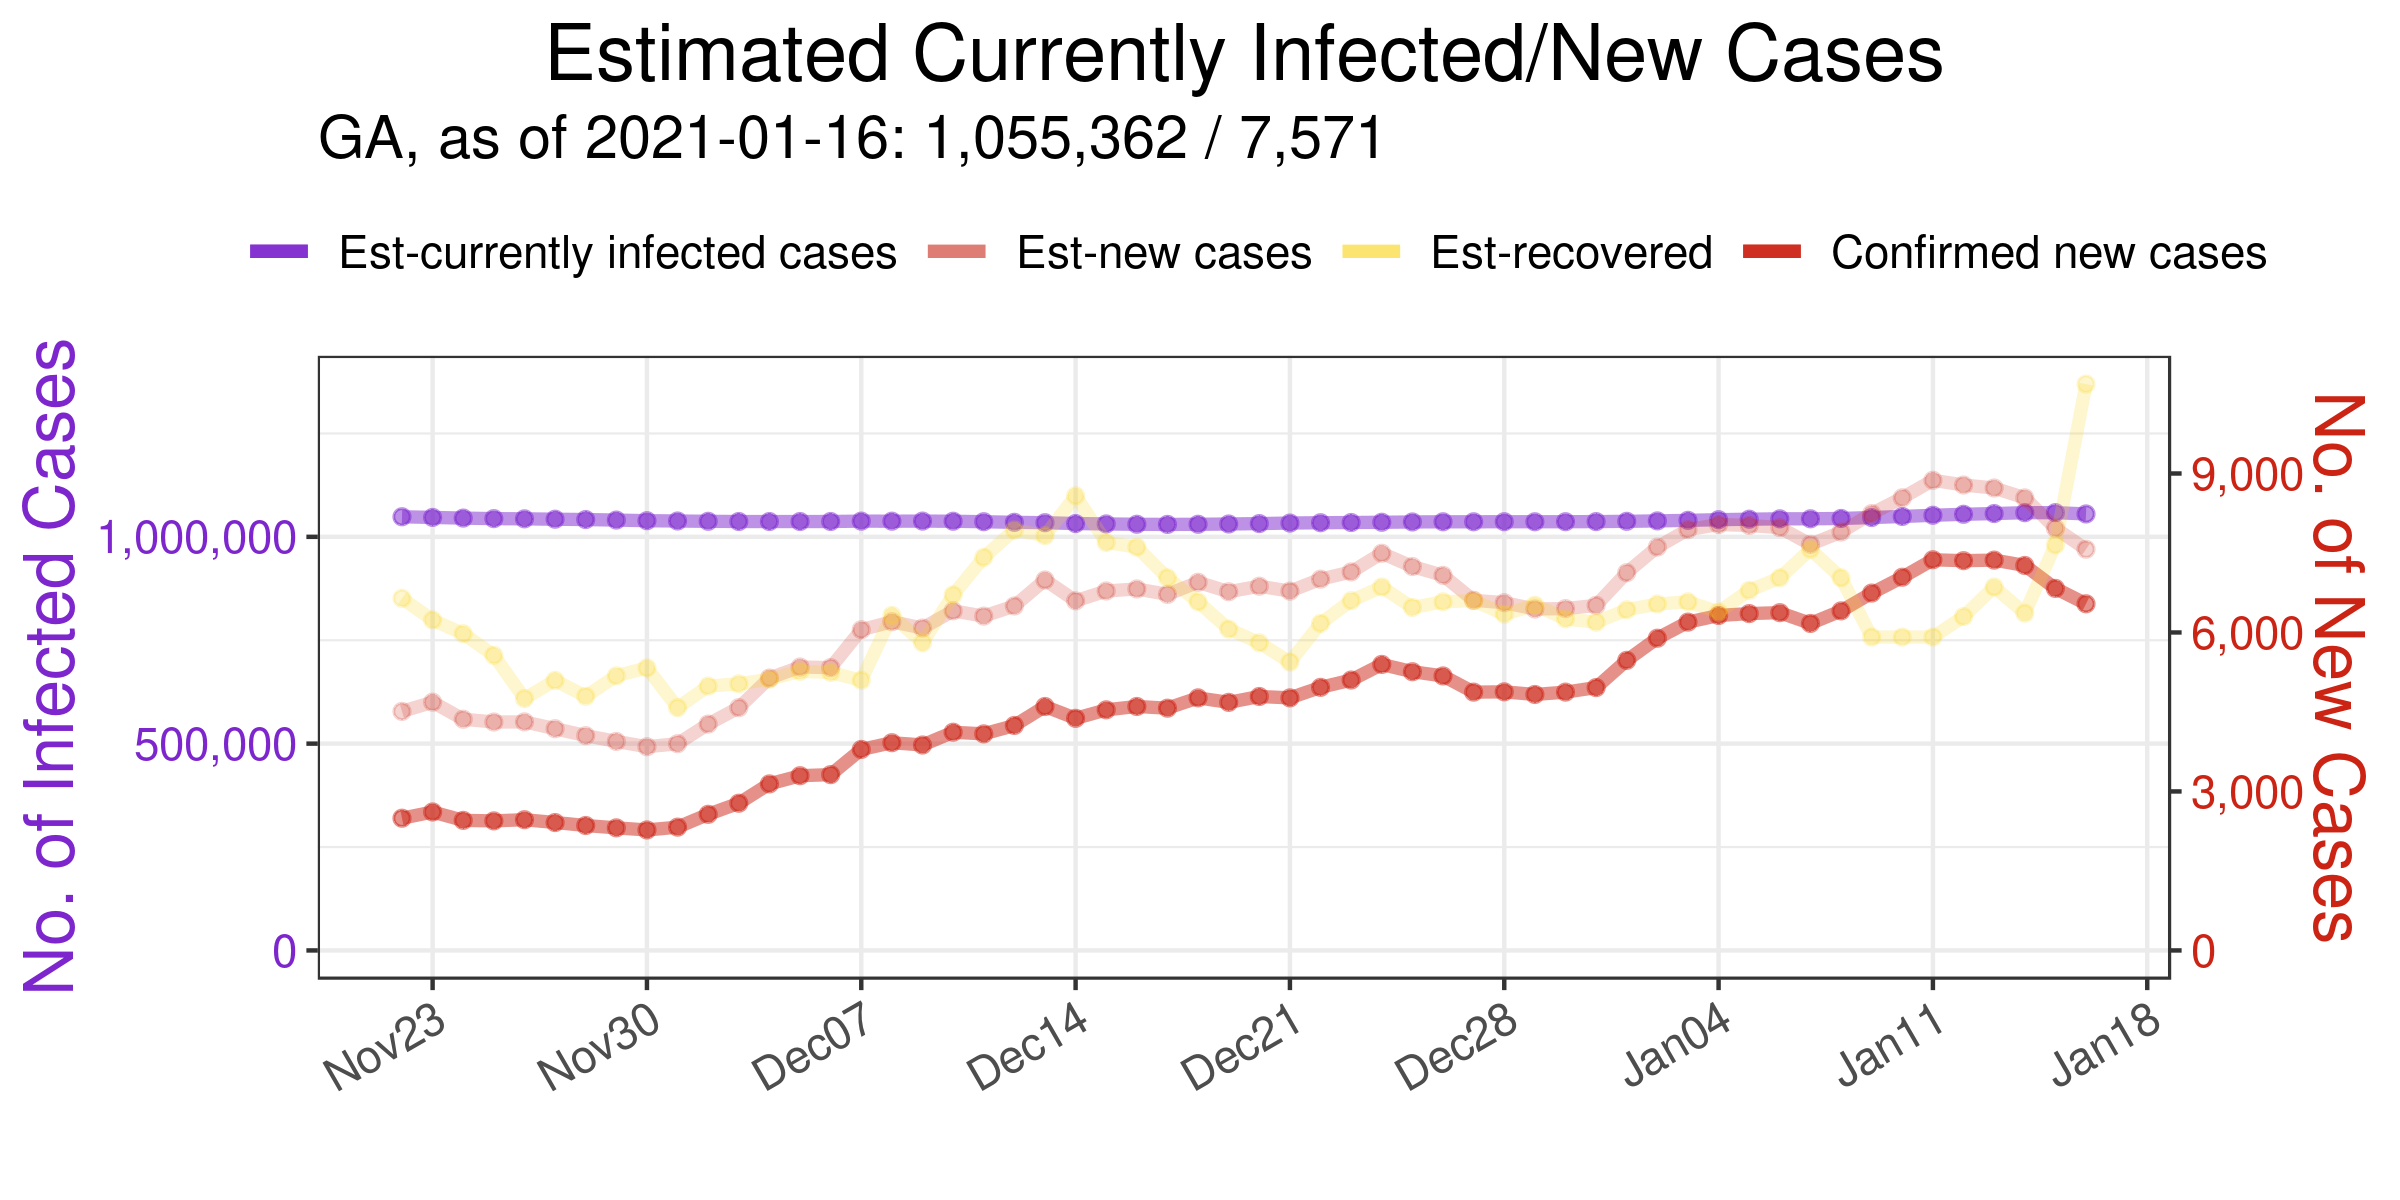 Estimated Currently Infected/New Cases
GA, as of 2021-01-16: 1,055,362 / 7,571
Est-currently infected cases Est-new cases Est-recovered Confirmed new cases
No. of Infected Cases
1,000,000
500,000
0
No. of New Cases
9,000
6,000
3,000
0
Nov23 Nov30 Dec07 Dec14 Dec21 Dec28 Jan04 Jan11 Jan18